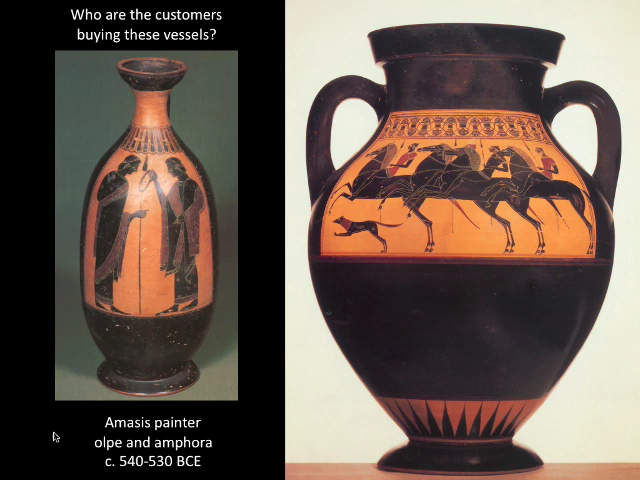 Who are the customers
buying these vessels?
Amasis painter
olpe and amphora
c. 540-530 BCE